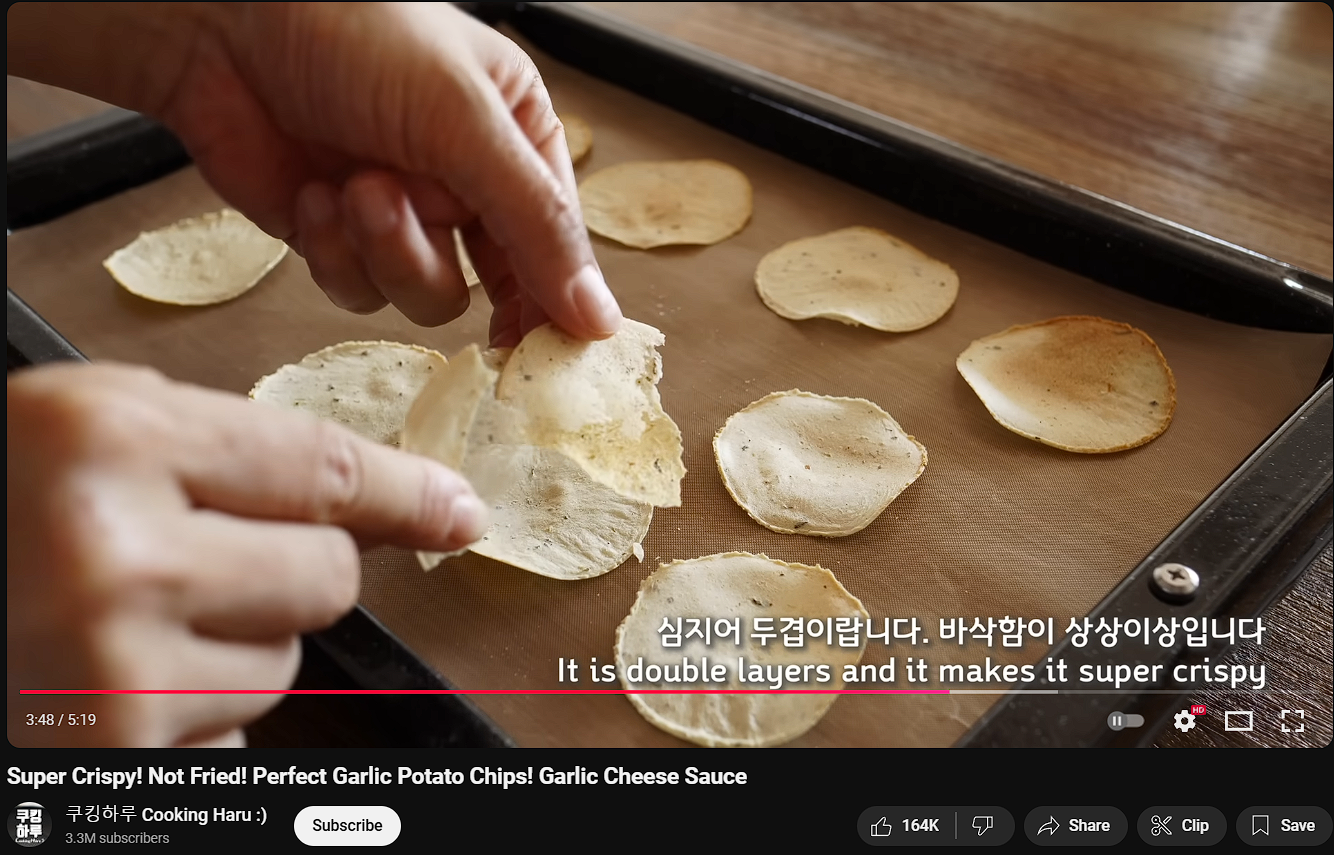 심지어 두겹이랍니다. 바삭함이 상상이상입니다
It is double layers and it makes it super crispy
3:48 / 5:19
HD
Super Crispy! Not Fried! Perfect Garlic Potato Chips! Garlic Cheese Sauce
쿠킹
하루
Cooking Haru :)
쿠킹하루 Cooking Haru :)
3.3M subscribers
Subscribe
164K
Share
Clip
Save